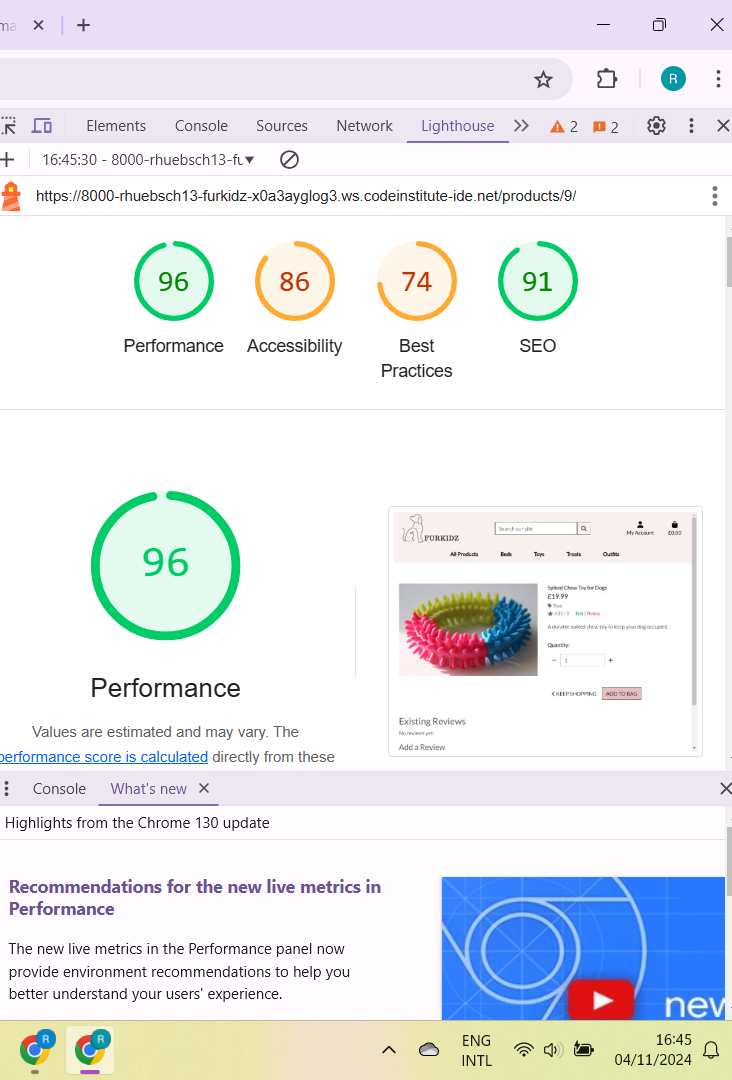 ma
R
Elements Console Sources Network Lighthouse 2 2
16:45:30 - 8000-rhuebsch13-fu
https://8000-rhuebsch13-furkidz-x0a3ayglog3.ws.codeinstitute-ide.net/products/9/
96 86 74 91
Performance Accessibility Best Practices SEO
96
Performance
Values are estimated and may vary. The
performance score is calculated directly from these
FURKIDZ
Search our site
My Account £0.00
All Products Beds Toys Treats Outfits
Spiked Chew Toy for Dogs
£19.99
Toys
4.50 / 5 Edit | Delete
A durable spiked chew toy to keep your dog occupied.
Quantity:
− 1 +
KEEP SHOPPING ADD TO BAG
Existing Reviews
No reviews yet.
Add a Review
Console What's new
Highlights from the Chrome 130 update
Recommendations for the new live metrics in
Performance
The new live metrics in the Performance panel now
provide environment recommendations to help you
better understand your users' experience.
new
R R
ENG
INTL
16:45
04/11/2024